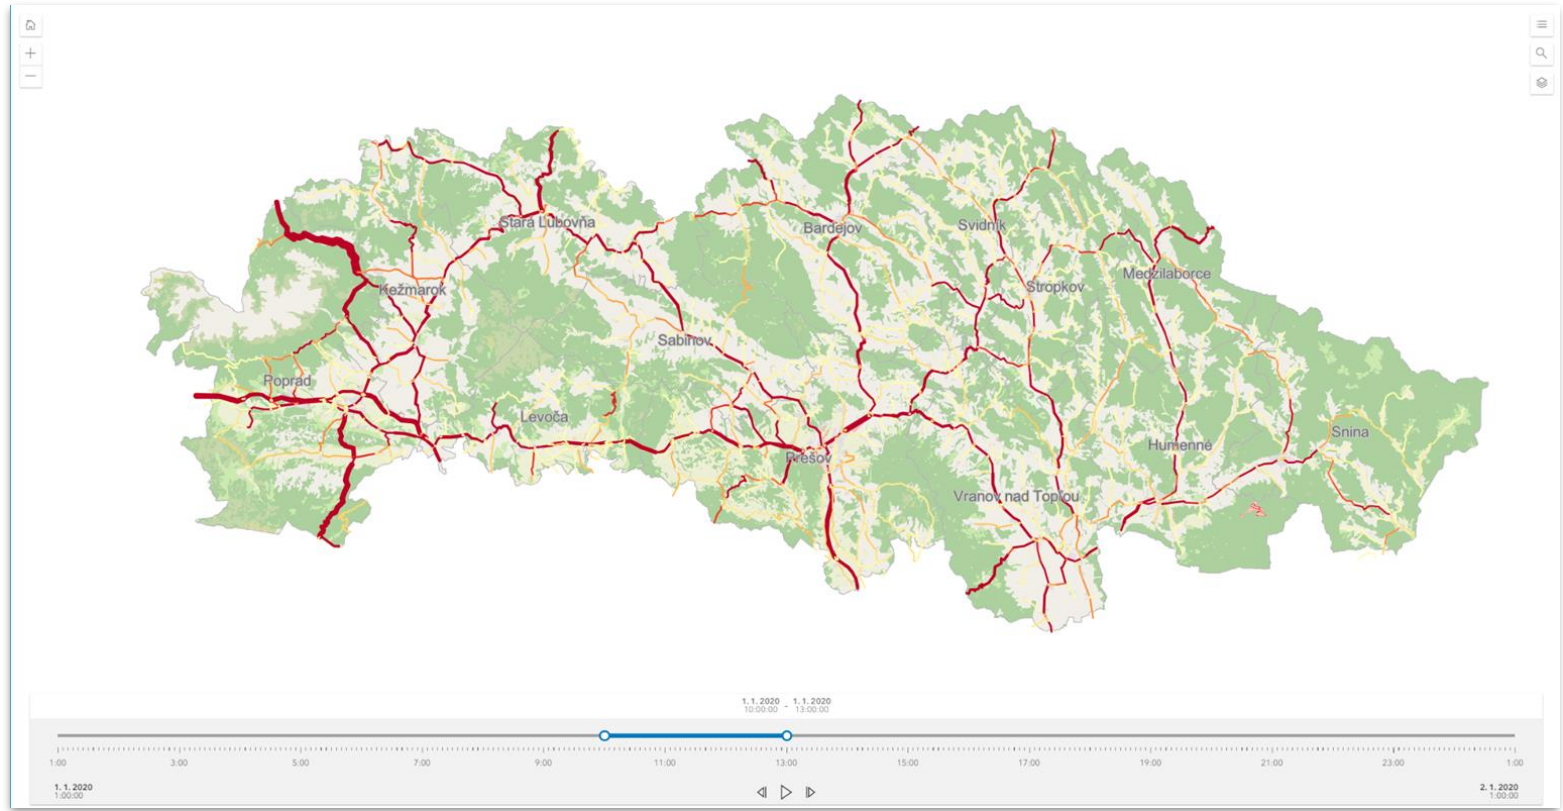 Stará Ľubovňa
Bardejov
Svidník
Medzilaborce
Stropkov
Kežmarok
Sabinov
Poprad
Levoča
Snina
Humenné
Prešov
Vranov nad Topľou
1. 1. 2020 - 1. 1. 2020
10:00:00 13:00:00
1:00 3:00 5:00 7:00 9:00 11:00 13:00 15:00 17:00 19:00 21:00 23:00 1:00
1. 1. 2020 2. 1. 2020
1:00:00 1:00:00